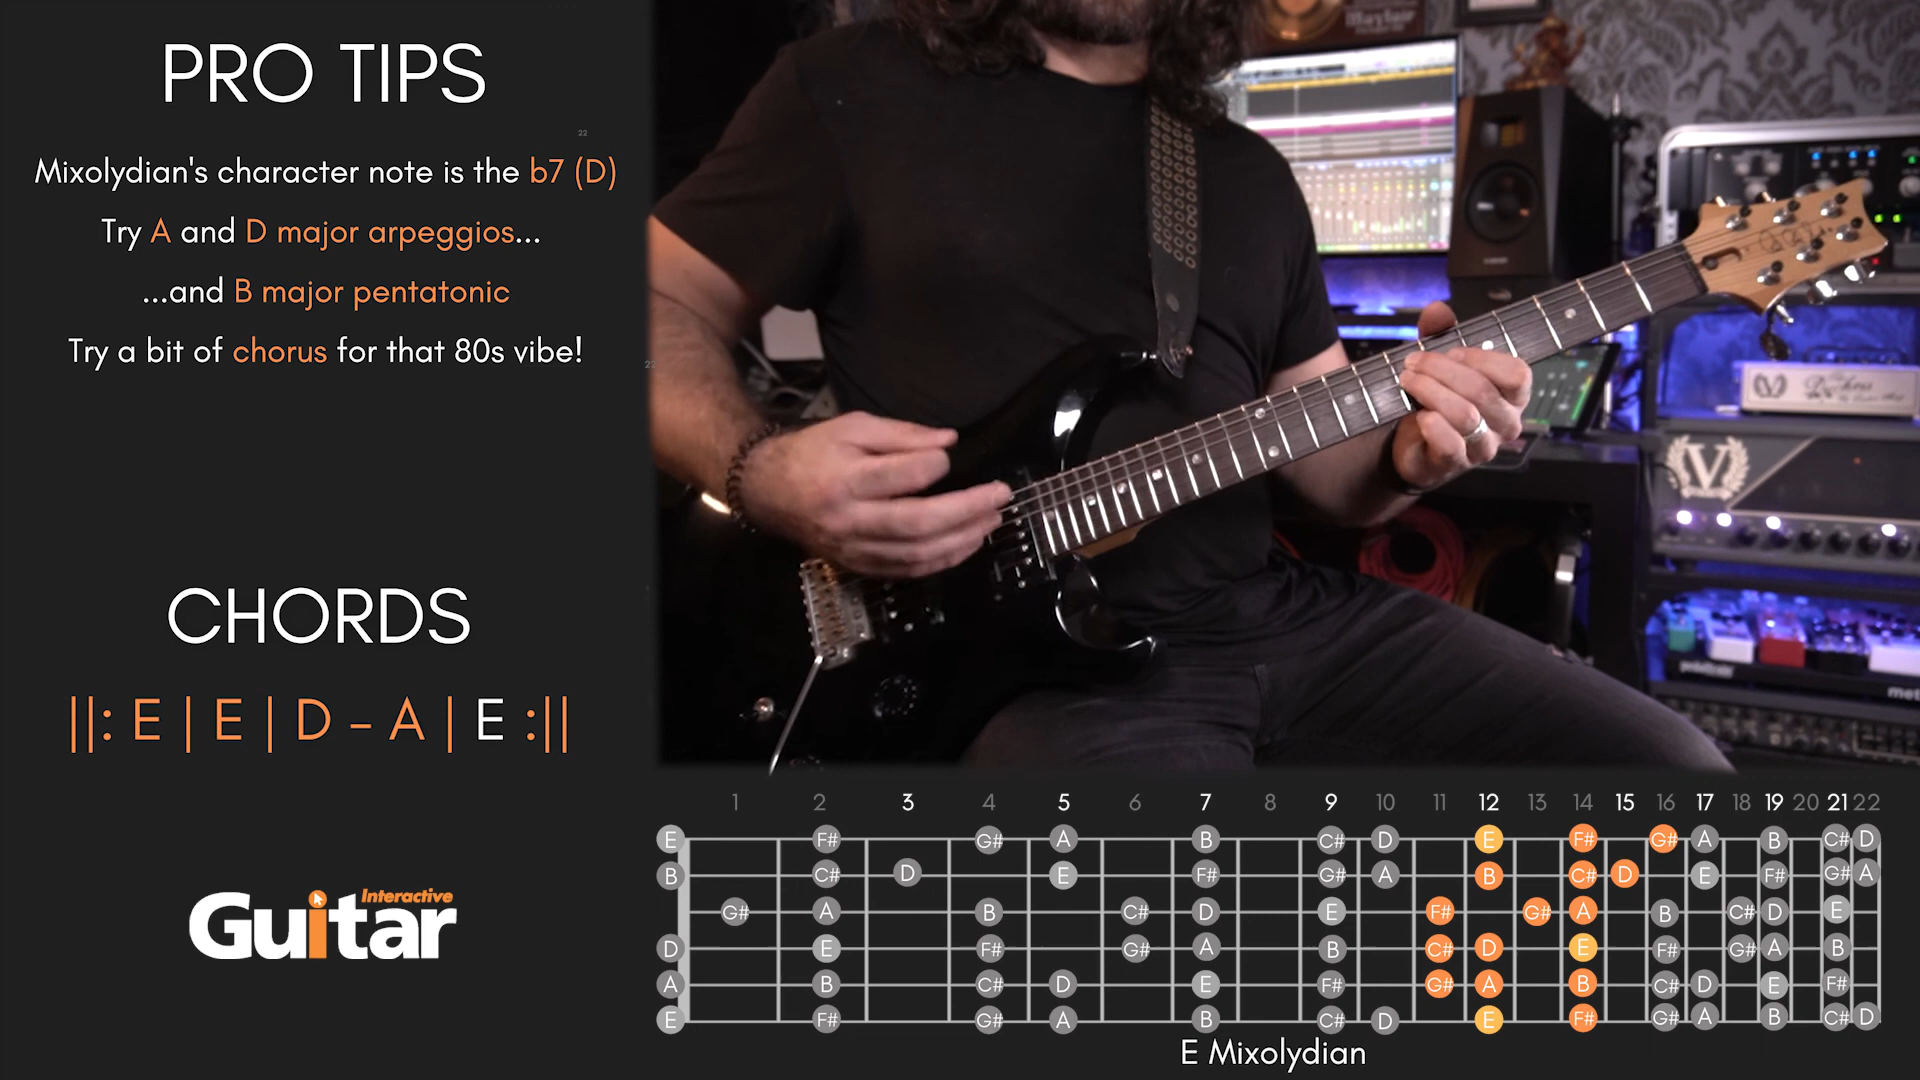 PRO TIPS
22
Mixolydian's character note is the b7 (D)
Try A and D major arpeggios...
...and B major pentatonic
Try a bit of chorus for that 80s vibe!
22
CHORDS
||: E | E | D - A | E :||
Interactive
Guitar
1 2 3 4 5 6 7 8 9 10 11 12 13 14 15 16 17 18 19 20 21 22
E F# G# A B C# D E F# G# A B C# D
B C# D E F# G# A B C# D E F# G# A
G# A B C# D E F# G# A B C# D E
D E F# G# A B C# D E F# G# A B
A B C# D E F# G# A B C# D E F#
E F# G# A B C# D E F# G# A B C# D
E Mixolydian